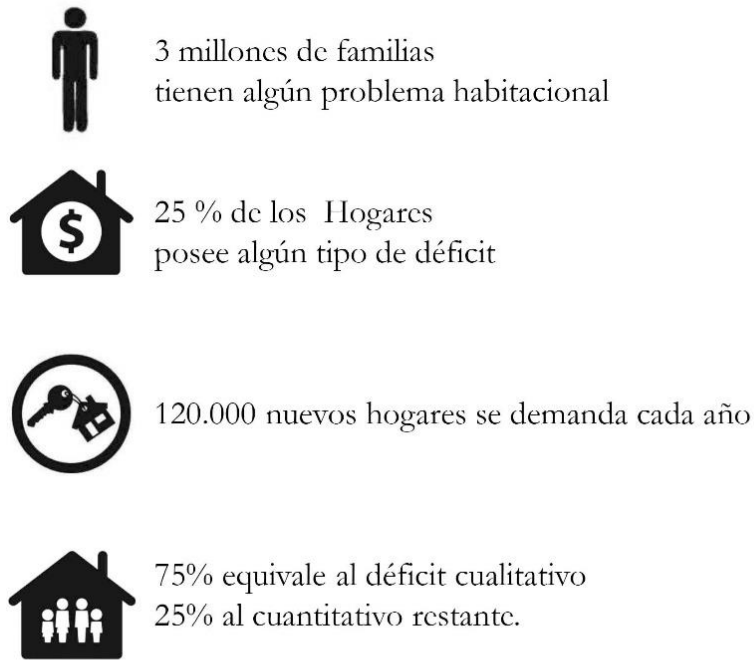 3 millones de familias
tienen algún problema habitacional
$
25 % de los Hogares
posee algún tipo de déficit
120.000 nuevos hogares se demanda cada año
75% equivale al déficit cualitativo
25% al cuantitativo restante.